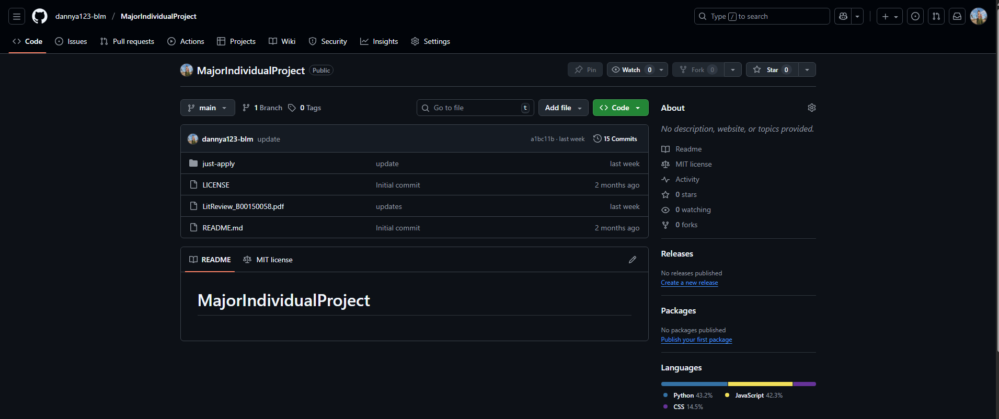 dannya123-blm / MajorIndividualProject
Type / to search
Code Issues Pull requests Actions Projects Wiki Security Insights Settings
MajorIndividualProject Public
Pin Watch 0 Fork 0 Star 0
main 1 Branch 0 Tags
Go to file t Add file Code
dannya123-blm update a1bc11b · last week 15 Commits
just-apply update last week
LICENSE Initial commit 2 months ago
LitReview_B00150058.pdf updates last week
README.md Initial commit 2 months ago
README MIT license
MajorIndividualProject
About
No description, website, or topics provided.
Readme
MIT license
Activity
0 stars
0 watching
0 forks
Releases
No releases published
Create a new release
Packages
No packages published
Publish your first package
Languages
Python 43.2% JavaScript 42.3%
CSS 14.5%